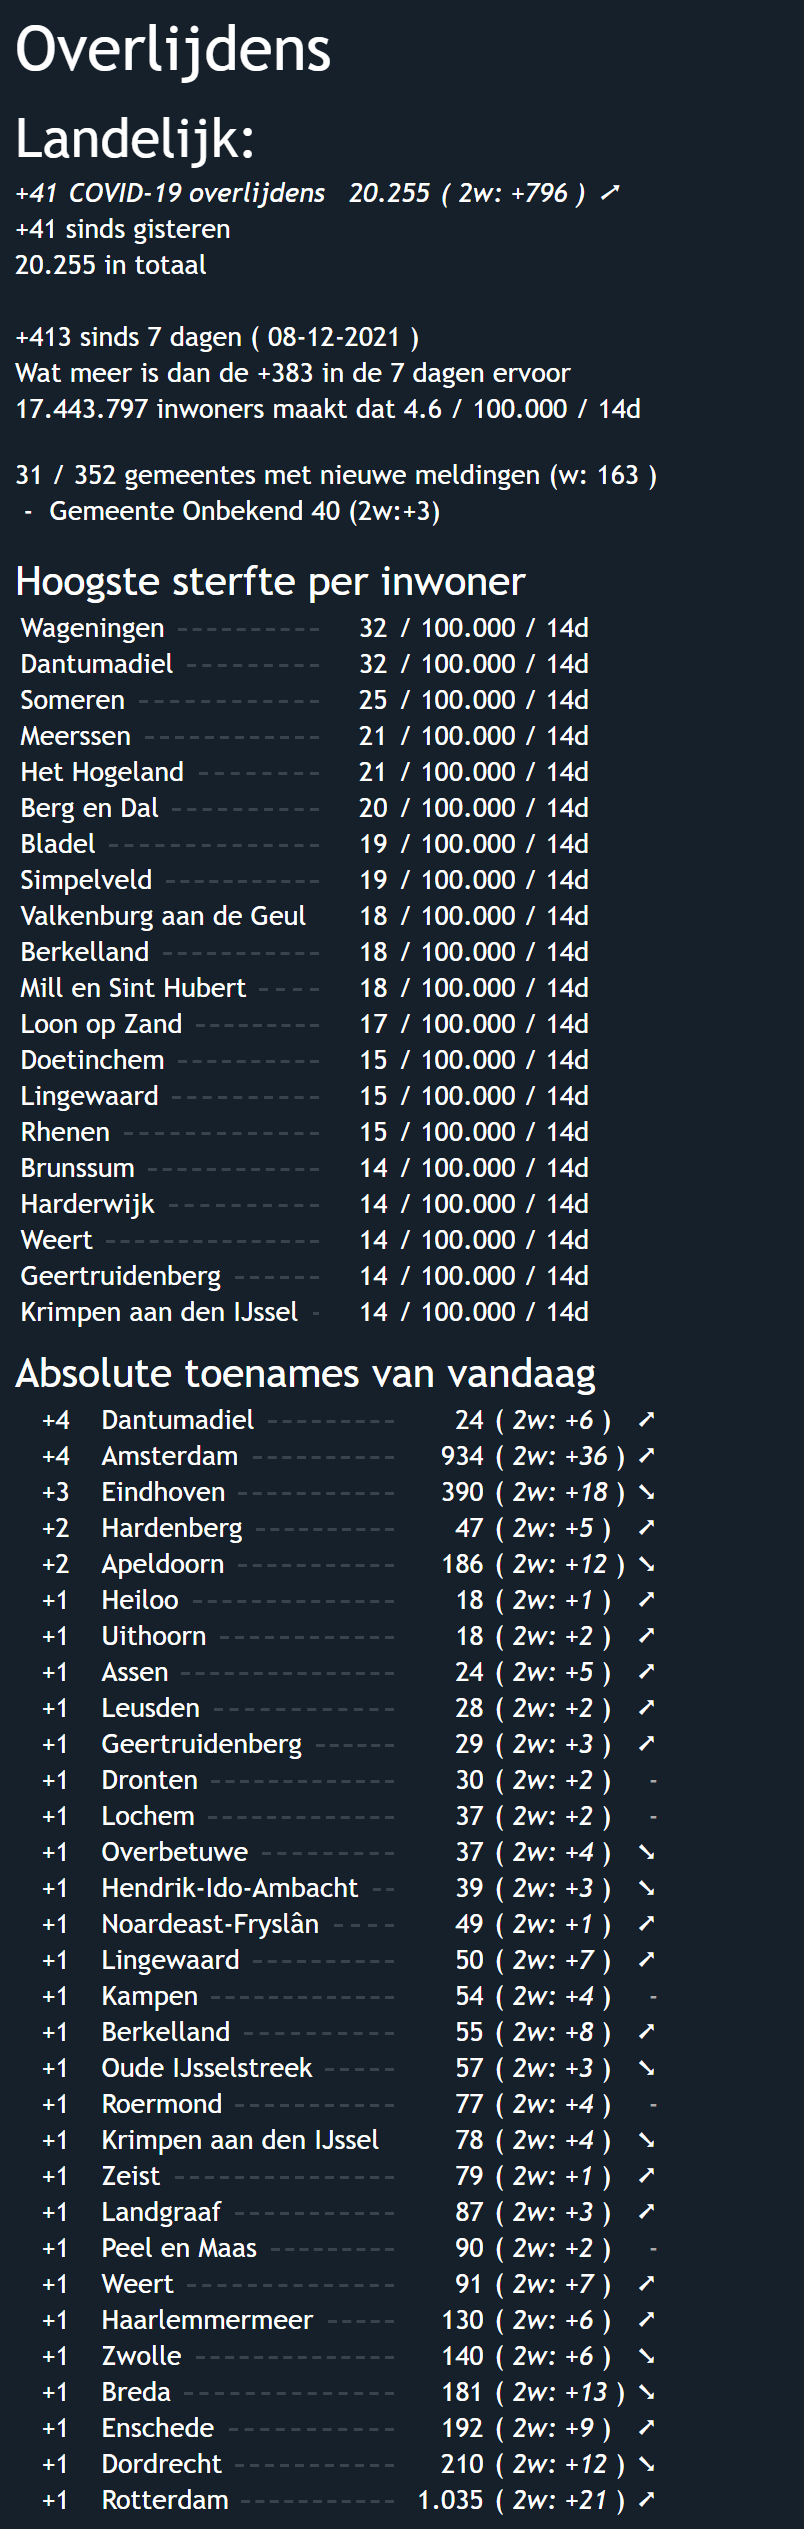 Overlijdens
Landelijk:
+41 COVID-19 overlijdens 20.255 ( 2w: +796 ) ➚
+41 sinds gisteren
20.255 in totaal
+413 sinds 7 dagen ( 08-12-2021 )
Wat meer is dan de +383 in de 7 dagen ervoor
17.443.797 inwoners maakt dat 4.6 / 100.000 / 14d
31 / 352 gemeentes met nieuwe meldingen (w: 163 )
- Gemeente Onbekend 40 (2w:+3)
Hoogste sterfte per inwoner
Wageningen ---------- 32 / 100.000 / 14d
Dantumadiel --------- 32 / 100.000 / 14d
Someren ------------ 25 / 100.000 / 14d
Meerssen ------------ 21 / 100.000 / 14d
Het Hogeland -------- 21 / 100.000 / 14d
Berg en Dal ---------- 20 / 100.000 / 14d
Bladel -------------- 19 / 100.000 / 14d
Simpelveld ---------- 19 / 100.000 / 14d
Valkenburg aan de Geul 18 / 100.000 / 14d
Berkelland ----------- 18 / 100.000 / 14d
Mill en Sint Hubert ---- 18 / 100.000 / 14d
Loon op Zand -------- 17 / 100.000 / 14d
Doetinchem ---------- 15 / 100.000 / 14d
Lingewaard ---------- 15 / 100.000 / 14d
Rhenen ------------- 15 / 100.000 / 14d
Brunssum ------------ 14 / 100.000 / 14d
Harderwijk ---------- 14 / 100.000 / 14d
Weert -------------- 14 / 100.000 / 14d
Geertruidenberg ------ 14 / 100.000 / 14d
Krimpen aan den IJssel - 14 / 100.000 / 14d
Absolute toenames van vandaag
+4 Dantumadiel --------- 24 ( 2w: +6 ) ➚
+4 Amsterdam ---------- 934 ( 2w: +36 ) ➚
+3 Eindhoven ----------- 390 ( 2w: +18 ) ➘
+2 Hardenberg ---------- 47 ( 2w: +5 ) ➚
+2 Apeldoorn ----------- 186 ( 2w: +12 ) ➘
+1 Heiloo -------------- 18 ( 2w: +1 ) ➚
+1 Uithoorn ------------ 18 ( 2w: +2 ) ➚
+1 Assen --------------- 24 ( 2w: +5 ) ➚
+1 Leusden ------------- 28 ( 2w: +2 ) ➚
+1 Geertruidenberg ------ 29 ( 2w: +3 ) ➚
+1 Dronten ------------- 30 ( 2w: +2 ) -
+1 Lochem ------------- 37 ( 2w: +2 ) -
+1 Overbetuwe --------- 37 ( 2w: +4 ) ➘
+1 Hendrik-Ido-Ambacht -- 39 ( 2w: +3 ) ➘
+1 Noardeast-Fryslân ---- 49 ( 2w: +1 ) ➚
+1 Lingewaard ---------- 50 ( 2w: +7 ) ➚
+1 Kampen ------------- 54 ( 2w: +4 ) -
+1 Berkelland ----------- 55 ( 2w: +8 ) ➚
+1 Oude IJsselstreek ----- 57 ( 2w: +3 ) ➘
+1 Roermond ----------- 77 ( 2w: +4 ) -
+1 Krimpen aan den IJssel 78 ( 2w: +4 ) ➘
+1 Zeist --------------- 79 ( 2w: +1 ) ➚
+1 Landgraaf ----------- 87 ( 2w: +3 ) ➚
+1 Peel en Maas --------- 90 ( 2w: +2 ) -
+1 Weert -------------- 91 ( 2w: +7 ) ➚
+1 Haarlemmermeer ----- 130 ( 2w: +6 ) ➚
+1 Zwolle -------------- 140 ( 2w: +6 ) ➘
+1 Breda --------------- 181 ( 2w: +13 ) ➘
+1 Enschede ------------ 192 ( 2w: +9 ) ➚
+1 Dordrecht ----------- 210 ( 2w: +12 ) ➘
+1 Rotterdam ----------- 1.035 ( 2w: +21 ) ➚